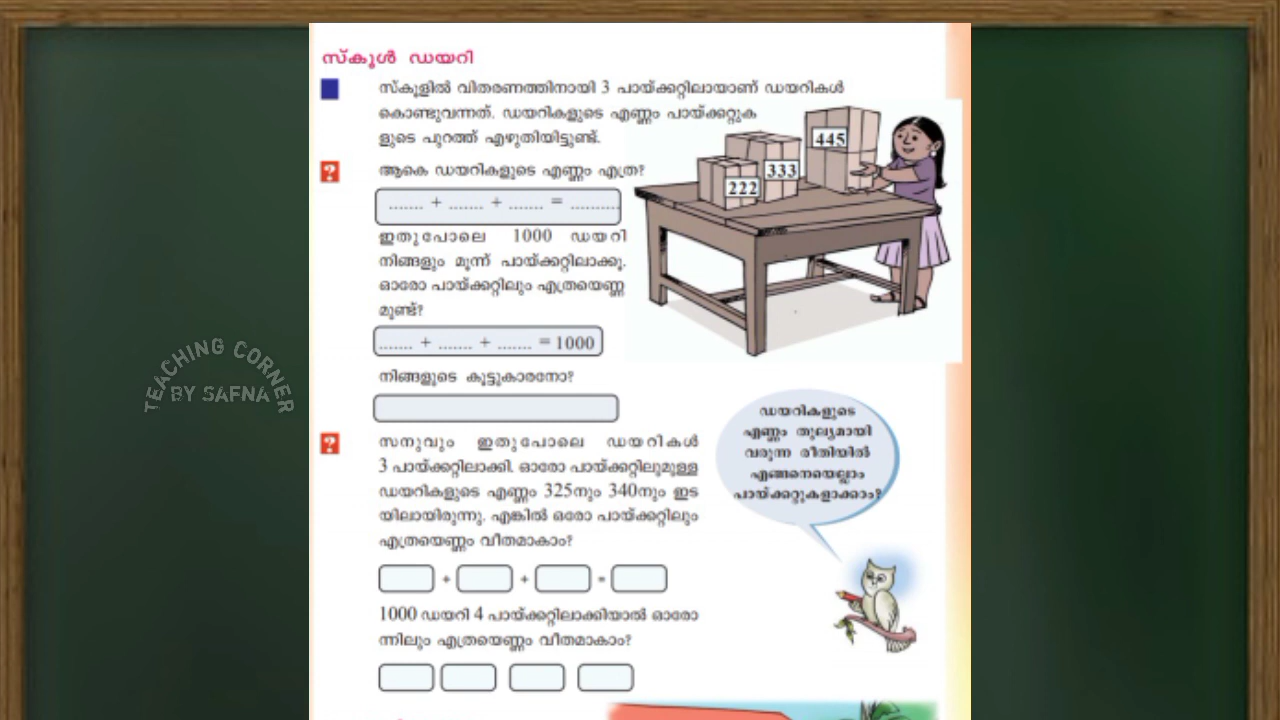 സ്കൂൾ ഡയറി
സ്കൂളിൽ വിതരണത്തിനായി 3 പായ്ക്കറ്റിലായാണ് ഡയറികൾ
കൊണ്ടുവന്നത്. ഡയറികളുടെ എണ്ണം പായ്ക്കറ്റുക
ളുടെ പുറത്ത് എഴുതിയിട്ടുണ്ട്.
445
333
222
? ആകെ ഡയറികളുടെ എണ്ണം എത്ര?
....... + ....... + ....... = ..........
ഇതുപോലെ 1000 ഡയറി
നിങ്ങളും മൂന്ന് പായ്ക്കറ്റിലാക്കൂ.
ഓരോ പായ്ക്കറ്റിലും എത്രയെണ്ണ
മുണ്ട്?
....... + ....... + ....... = 1000
നിങ്ങളുടെ കൂട്ടുകാരനോ?
? സനുവും ഇതുപോലെ ഡയറികൾ
3 പായ്ക്കറ്റിലാക്കി. ഓരോ പായ്ക്കറ്റിലുമുള്ള
ഡയറികളുടെ എണ്ണം 325നും 340നും ഇട
യിലായിരുന്നു. എങ്കിൽ ഒരോ പായ്ക്കറ്റിലും
എത്രയെണ്ണം വീതമാകാം?
+ + =
1000 ഡയറി 4 പായ്ക്കറ്റിലാക്കിയാൽ ഓരോ
ന്നിലും എത്രയെണ്ണം വീതമാകാം?
ഡയറികളുടെ
എണ്ണം തുല്യമായി
വരുന്ന രീതിയിൽ
എങ്ങനെയെല്ലാം
പായ്ക്കറ്റുകളാക്കാം?
TEACHING CORNER
BY SAFNA